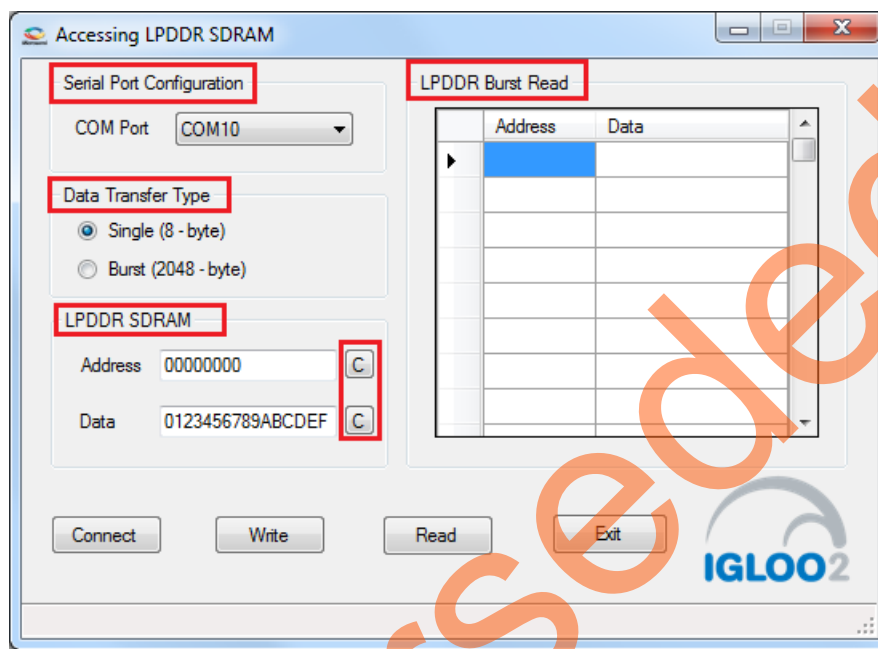 Accessing LPDDR SDRAM
Serial Port Configuration
COM Port COM10
Data Transfer Type
Single (8 - byte)
Burst (2048 - byte)
LPDDR SDRAM
Address 00000000 C
Data 0123456789ABCDEF C
LPDDR Burst Read
Address Data
Connect Write Read Exit
IGLOO2